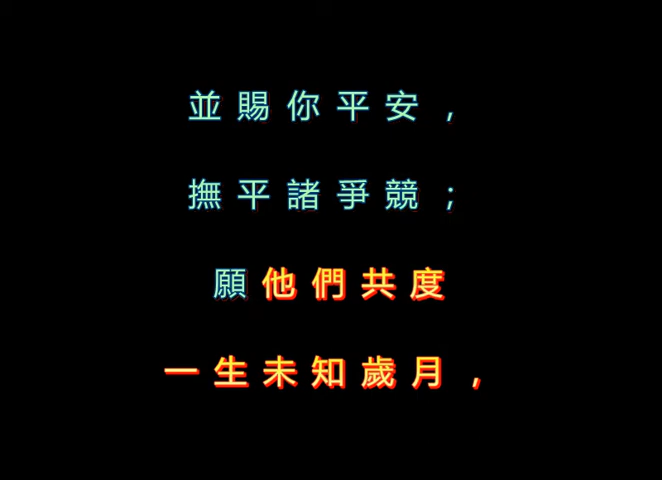 並賜你平安，
撫平諸爭競；
願他們共度
一生未知歲月，